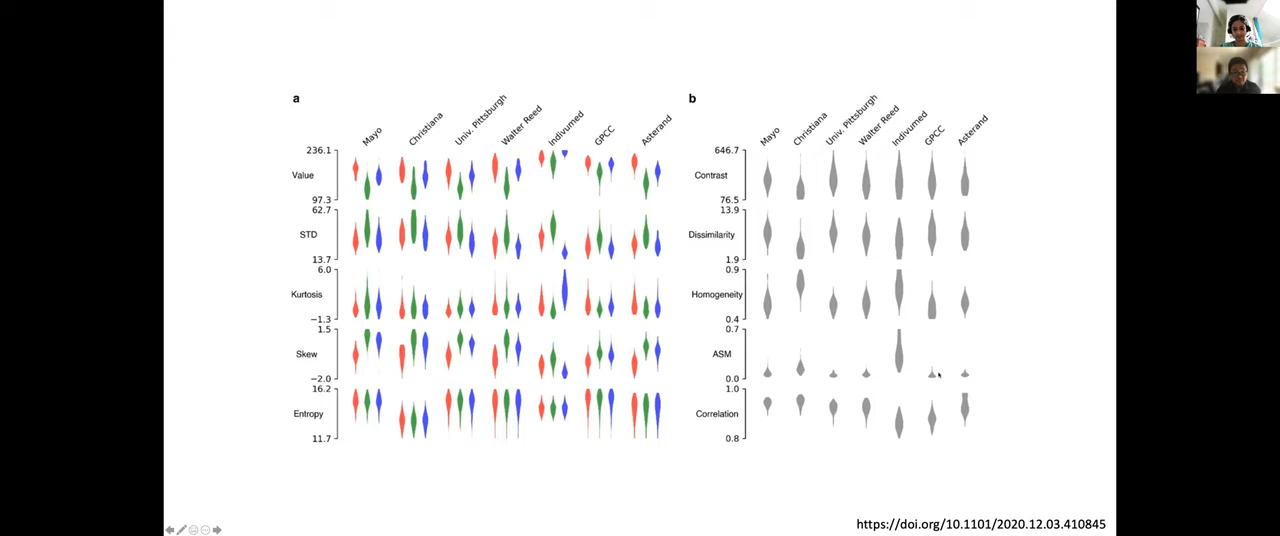 a
Mayo
Christiana
Univ. Pittsburgh
Walter Reed
Indivumed
GPCC
Asterand
236.1
Value
97.3
62.7
STD
13.7
6.0
Kurtosis
−1.3
1.5
Skew
−2.0
16.2
Entropy
11.7
b
Mayo
Christiana
Univ. Pittsburgh
Walter Reed
Indivumed
GPCC
Asterand
646.7
Contrast
76.5
13.9
Dissimilarity
1.9
0.9
Homogeneity
0.4
0.7
ASM
0.0
1.0
Correlation
0.8
https://doi.org/10.1101/2020.12.03.410845